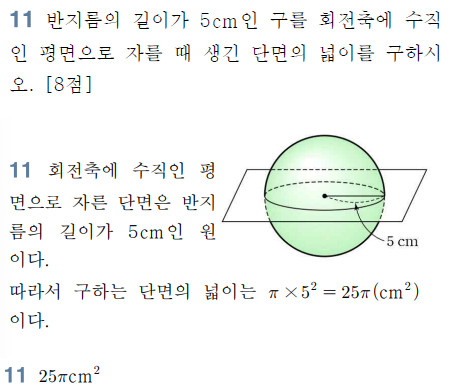 11 반지름의 길이가 5cm인 구를 회전축에 수직
인 평면으로 자를 때 생긴 단면의 넓이를 구하시
오. [8점]
11 회전축에 수직인 평
면으로 자른 단면은 반지
름의 길이가 5cm인 원
이다.
5 cm
따라서 구하는 단면의 넓이는 π×5²=25π(cm²)
이다.
11 25πcm²